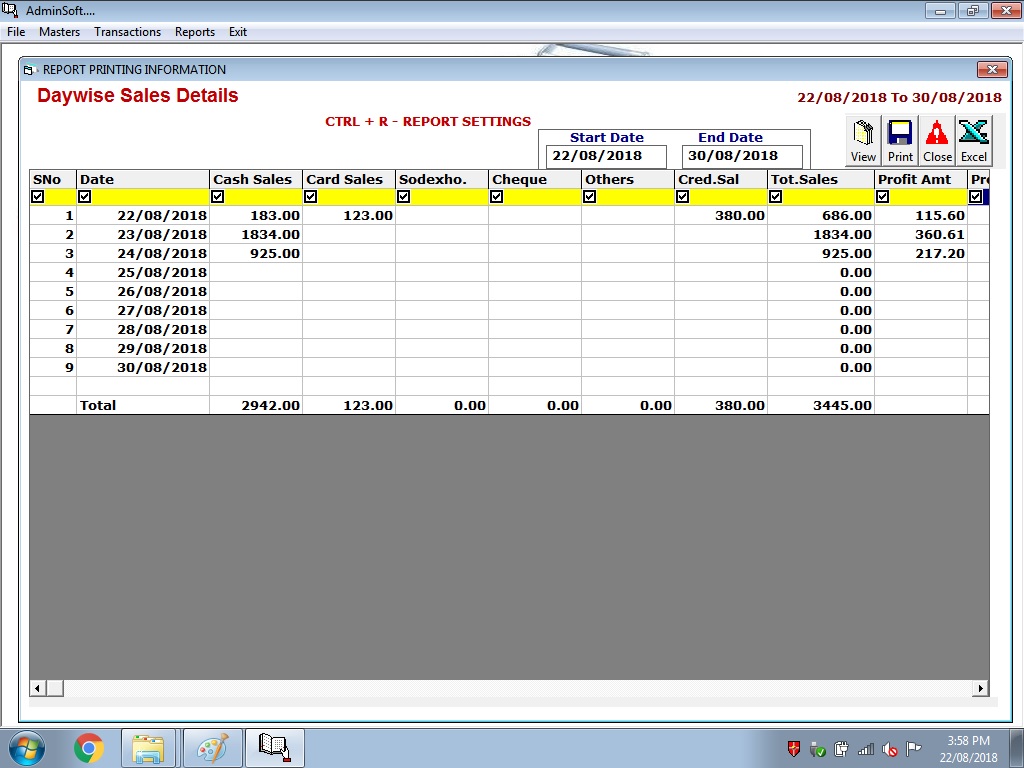 AdminSoft....
File Masters Transactions Reports Exit
REPORT PRINTING INFORMATION
Daywise Sales Details
22/08/2018 To 30/08/2018
CTRL + R - REPORT SETTINGS
Start Date End Date
22/08/2018 30/08/2018
View Print Close Excel
SNo Date Cash Sales Card Sales Sodexho. Cheque Others Cred.Sal Tot.Sales Profit Amt
1 22/08/2018 183.00 123.00 380.00 686.00 115.60
2 23/08/2018 1834.00 1834.00 360.61
3 24/08/2018 925.00 925.00 217.20
4 25/08/2018 0.00
5 26/08/2018 0.00
6 27/08/2018 0.00
7 28/08/2018 0.00
8 29/08/2018 0.00
9 30/08/2018 0.00
Total 2942.00 123.00 0.00 0.00 0.00 380.00 3445.00
3:58 PM
22/08/2018